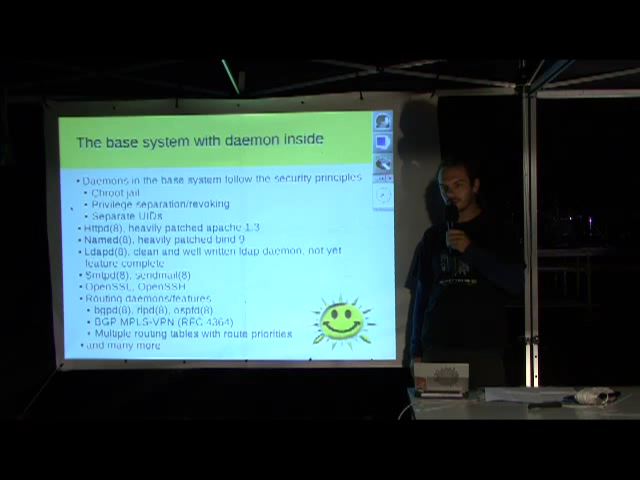 The base system with daemon inside
• Daemons in the base system follow the security principles
• Chroot jail
• Privilege separation/revoking
• Separate UIDs
• Httpd(8), heavily patched apache 1.3
• Named(8), heavily patched bind 9
• Ldapd(8), clean and well written ldap daemon, not yet
feature complete
• Smtpd(8), sendmail(8)
• OpenSSL, OpenSSH
• Routing daemons/features
• bgpd(8), ripd(8), ospfd(8)
• BGP MPLS-VPN (RFC 4364)
• Multiple routing tables with route priorities
• and many more